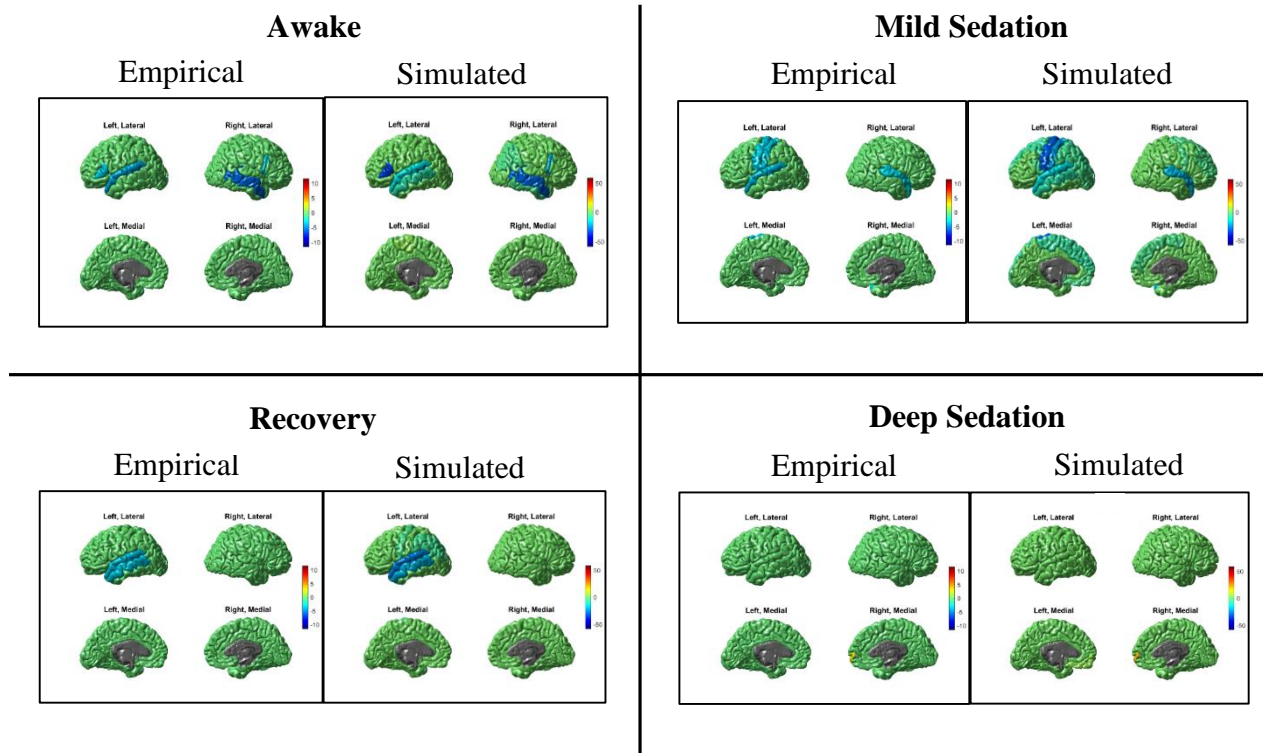 Awake
Empirical Simulated
Left, Lateral Right, Lateral Left, Lateral Right, Lateral
10
5
0
-5
-10
50
0
-50
Left, Medial Right, Medial Left, Medial Right, Medial
Mild Sedation
Empirical Simulated
Left, Lateral Right, Lateral Left, Lateral Right, Lateral
10
5
0
-5
-10
50
0
-50
Left, Medial Right, Medial Left, Medial Right, Medial
Recovery
Empirical Simulated
Left, Lateral Right, Lateral Left, Lateral Right, Lateral
10
5
0
-5
-10
50
0
-50
Left, Medial Right, Medial Left, Medial Right, Medial
Deep Sedation
Empirical Simulated
Left, Lateral Right, Lateral Left, Lateral Right, Lateral
10
5
0
-5
-10
50
0
-50
Left, Medial Right, Medial Left, Medial Right, Medial